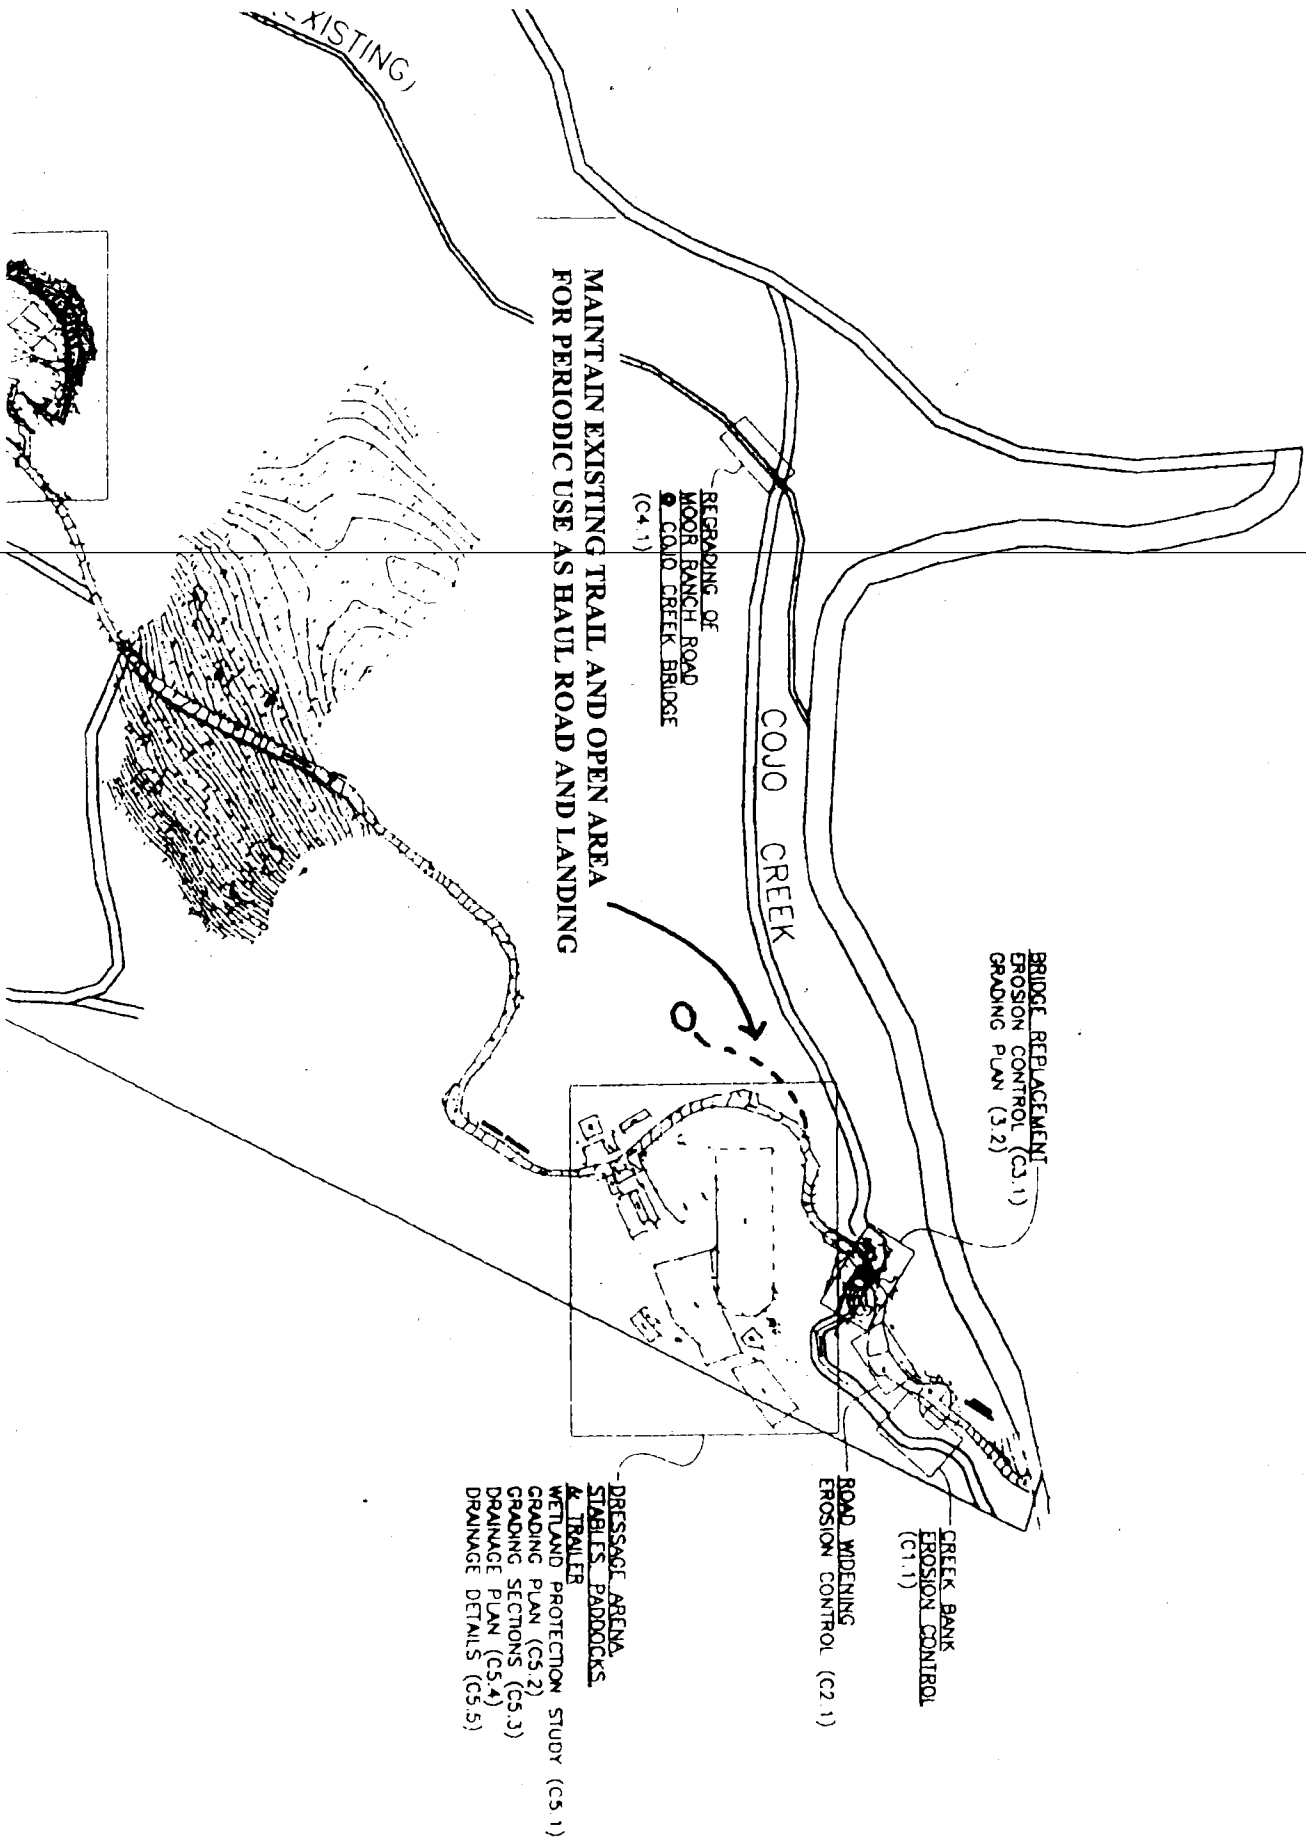 MAINTAIN EXISTING TRAIL AND OPEN AREA
FOR PERIODIC USE AS HAUL ROAD AND LANDING
REGRADING OF
MOOR RANCH ROAD
@ COJO CREEK BRIDGE
(C4.1)
COJO CREEK
BRIDGE REPLACEMENT
EROSION CONTROL (C3.1)
GRADING PLAN (3.2)
CREEK BANK
EROSION CONTROL
(C1.1)
ROAD WIDENING
EROSION CONTROL (C2.1)
DRESSAGE ARENA
STABLES, PADDOCKS
& TRAILER
WETLAND PROTECTION STUDY (C5.1)
GRADING PLAN (C5.2)
GRADING SECTIONS (C5.3)
DRAINAGE PLAN (C5.4)
DRAINAGE DETAILS (C5.5)
EXISTING)